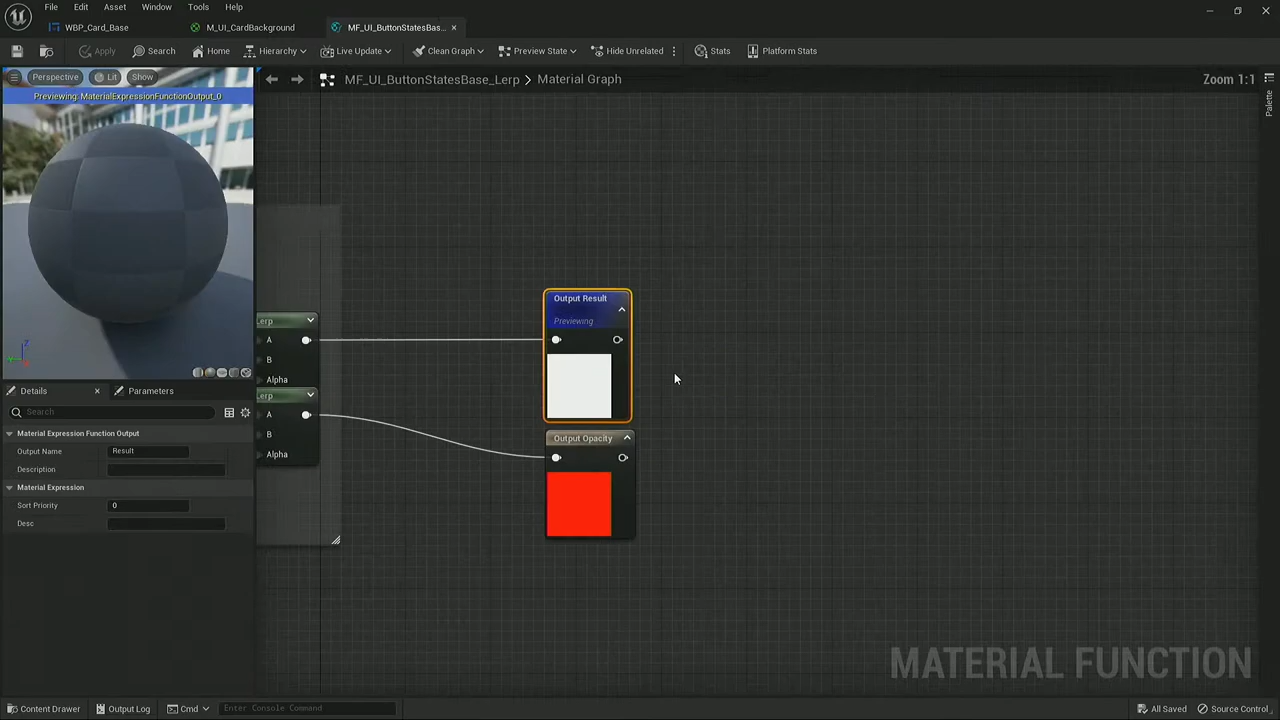 File Edit Asset Window Tools Help
WBP_Card_Base M_UI_CardBackground MF_UI_ButtonStatesBas...
Apply Search Home Hierarchy Live Update Clean Graph Preview State Hide Unrelated Stats Platform Stats
Perspective Lit Show
MF_UI_ButtonStatesBase_Lerp Material Graph
Zoom 1:1
Previewing: MaterialExpressionFunctionOutput_0
Palette
Output Result
Previewing
Lerp
A
B
Alpha
Lerp
A
B
Alpha
Output Opacity
Details Parameters
Search
Material Expression Function Output
Output Name Result
Description
Material Expression
Sort Priority 0
Desc
MATERIAL FUNCTION
Content Drawer Output Log Cmd Enter Console Command All Saved Source Control